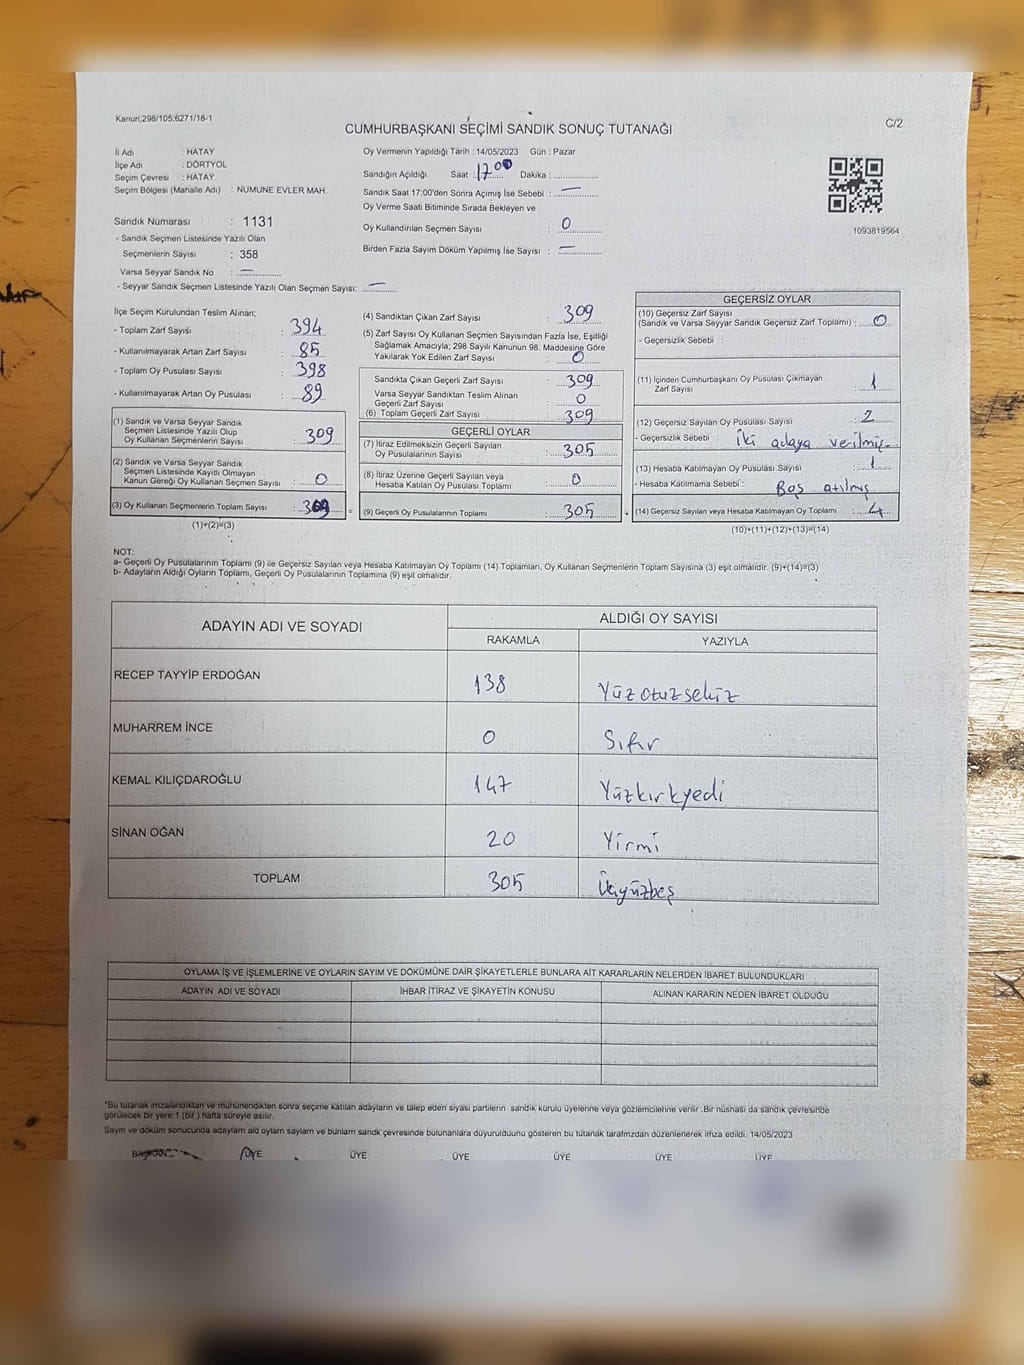 Kanun;298/105;6271/18-1
C/2
CUMHURBAŞKANI SEÇİMİ SANDIK SONUÇ TUTANAĞI
İl Adı : HATAY
İlçe Adı : DÖRTYOL
Seçim Çevresi : HATAY
Seçim Bölgesi (Mahalle Adı) : NUMUNE EVLER MAH.
Sandık Numarası : 1131
- Sandık Seçmen Listesinde Yazılı Olan
Seçmenlerin Sayısı : 358
Varsa Seyyar Sandık No : —
- Seyyar Sandık Seçmen Listesinde Yazılı Olan Seçmen Sayısı: —
Oy Vermenin Yapıldığı Tarih : 14/05/2023 Gün : Pazar
Sandığın Açıldığı Saat : 17 00 Dakika : ..............
Sandık Saat 17:00'den Sonra Açımış İse Sebebi : —
Oy Verme Saati Bitiminde Sırada Bekleyen ve
Oy Kullandırılan Seçmen Sayısı : 0
Birden Fazla Sayım Döküm Yapılmış İse Sayısı : —
1093819564
İlçe Seçim Kurulundan Teslim Alınan;
- Toplam Zarf Sayısı : 394
- Kullanılmayarak Artan Zarf Sayısı : 85
- Toplam Oy Pusulası Sayısı : 398
- Kullanılmayarak Artan Oy Pusulası : 89
(1) Sandık ve Varsa Seyyar Sandık
Seçmen Listesinde Yazılı Olup
Oy Kullanan Seçmenlerin Sayısı : 309
(2) Sandık ve Varsa Seyyar Sandık
Seçmen Listesinde Kayıtlı Olmayan
Kanun Gereği Oy Kullanan Seçmen Sayısı : 0
(3) Oy Kullanan Seçmenlerin Toplam Sayısı : 309 =
(1)+(2)=(3)
(4) Sandıktan Çıkan Zarf Sayısı : 309
(5) Zarf Sayısı Oy Kullanan Seçmen Sayısından Fazla İse, Eşitliği
Sağlamak Amacıyla; 298 Sayılı Kanunun 98. Maddesine Göre
Yakılarak Yok Edilen Zarf Sayısı : 0
Sandıkta Çıkan Geçerli Zarf Sayısı : 309
Varsa Seyyar Sandıktan Teslim Alınan
Geçerli Zarf Sayısı : 0
(6) Toplam Geçerli Zarf Sayısı : 309
GEÇERLİ OYLAR
(7) İtiraz Edilmeksizin Geçerli Sayılan
Oy Pusulalarının Sayısı : 305
(8) İtiraz Üzerine Geçerli Sayılan veya
Hesaba Katılan Oy Pusulası Toplamı : 0
(9) Geçerli Oy Pusulalarının Toplamı : 305 +
GEÇERSİZ OYLAR
(10) Geçersiz Zarf Sayısı
(Sandık ve Varsa Seyyar Sandık Geçersiz Zarf Toplamı) : 0
- Geçersizlik Sebebi :
(11) İçinden Cumhurbaşkanı Oy Pusulası Çıkmayan
Zarf Sayısı : 1
(12) Geçersiz Sayılan Oy Pusulası Sayısı : 2
- Geçersizlik Sebebi : İki adaya verilmiş.
(13) Hesaba Katılmayan Oy Pusulası Sayısı : 1
- Hesaba Katılmama Sebebi : Boş atılmış
(14) Geçersiz Sayılan veya Hesaba Katılmayan Oy Toplamı : 4
(10)+(11)+(12)+(13)=(14)
NOT:
a- Geçerli Oy Pusulalarının Toplamı (9) ile Geçersiz Sayılan veya Hesaba Katılmayan Oy Toplamı (14) Toplamları, Oy Kullanan Seçmenlerin Toplam Sayısına (3) eşit olmalıdır. (9)+(14)=(3)
b- Adayların Aldığı Oyların Toplamı, Geçerli Oy Pusulalarının Toplamına (9) eşit olmalıdır.
ADAYIN ADI VE SOYADI ALDIĞI OY SAYISI
RAKAMLA YAZIYLA
RECEP TAYYİP ERDOĞAN 138 Yüzotuzsekiz
MUHARREM İNCE 0 Sıfır
KEMAL KILIÇDAROĞLU 147 Yüzkırkyedi
SİNAN OĞAN 20 Yirmi
TOPLAM 305 Üçyüzbeş
OYLAMA İŞ VE İŞLEMLERİNE VE OYLARIN SAYIM VE DÖKÜMÜNE DAİR ŞİKAYETLERLE BUNLARA AİT KARARLARIN NELERDEN İBARET BULUNDUKLARI
ADAYIN ADI VE SOYADI İHBAR İTİRAZ VE ŞİKAYETİN KONUSU ALINAN KARARIN NEDEN İBARET OLDUĞU
*Bu tutanak imzalandıktan ve mühürlendikten sonra seçime katılan adayların ve talep eden siyasi partilerin sandık kurulu üyelerine veya gözlemcilerine verilir .Bir nüshası da sandık çevresinde
görülecek bir yere 1 (bir ) hafta süreyle asılır.
Sayım ve döküm sonucunda adayların ald oyların sayları ve bunların sandk çevresinde bulunanlara duyurulduunu gösteren bu tutanak tarafmzdan düzenlenerek imza edildi. 14/05/2023
BAŞKAN ÜYE ÜYE ÜYE ÜYE ÜYE ÜYE